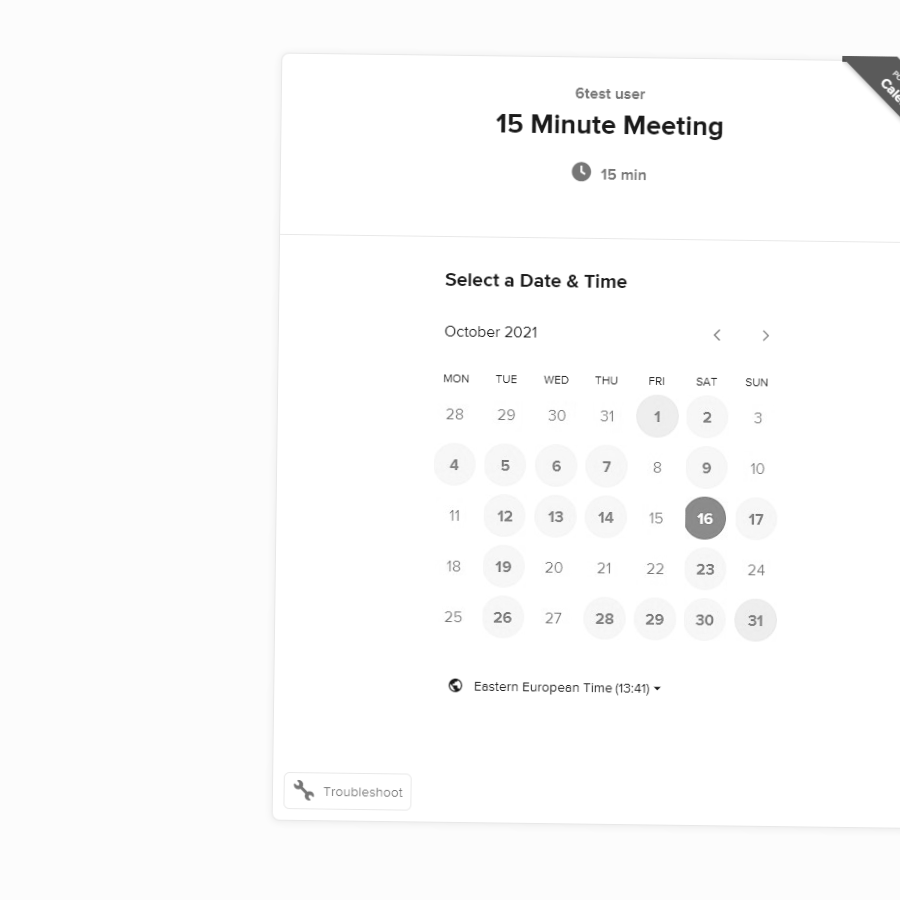 6test user
15 Minute Meeting
15 min
Select a Date & Time
October 2021
MON TUE WED THU FRI SAT SUN
28 29 30 31 1 2 3
4 5 6 7 8 9 10
11 12 13 14 15 16 17
18 19 20 21 22 23 24
25 26 27 28 29 30 31
Eastern European Time (13:41)
Troubleshoot